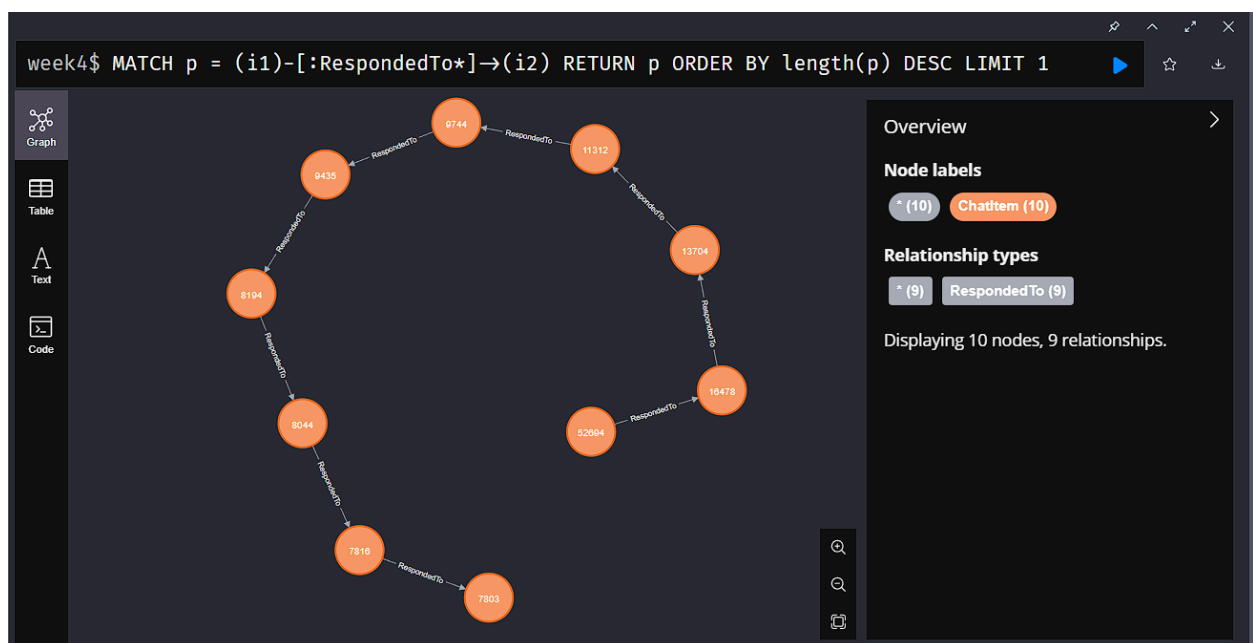 week4$ MATCH p = (i1)-[:RespondedTo*]→(i2) RETURN p ORDER BY length(p) DESC LIMIT 1
Graph
Table
Text
Code
9744
RespondedTo
11312
RespondedTo
9435
RespondedTo
13704
RespondedTo
8194
RespondedTo
16478
RespondedTo
52694
RespondedTo
8044
RespondedTo
7816
RespondedTo
7803
Overview
Node labels
* (10) ChatItem (10)
Relationship types
* (9) RespondedTo (9)
Displaying 10 nodes, 9 relationships.